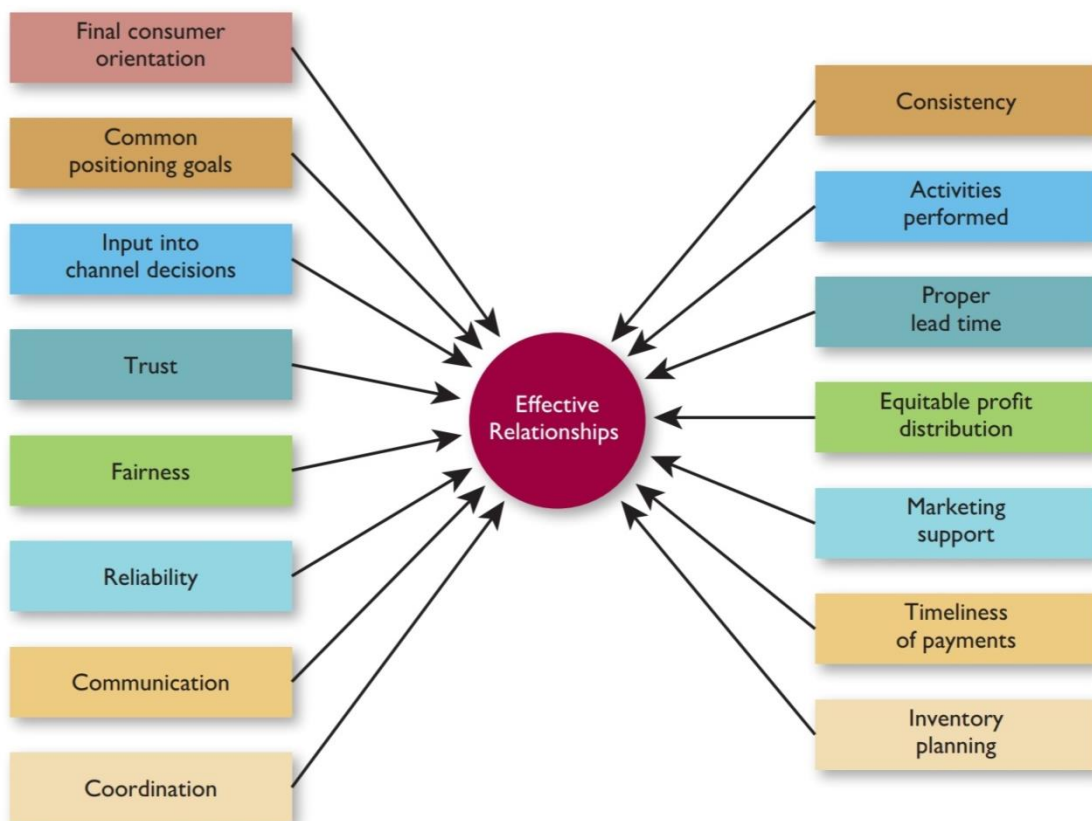 Final consumer
orientation
Common
positioning goals
Input into
channel decisions
Trust
Fairness
Reliability
Communication
Coordination
Effective
Relationships
Consistency
Activities
performed
Proper
lead time
Equitable profit
distribution
Marketing
support
Timeliness
of payments
Inventory
planning